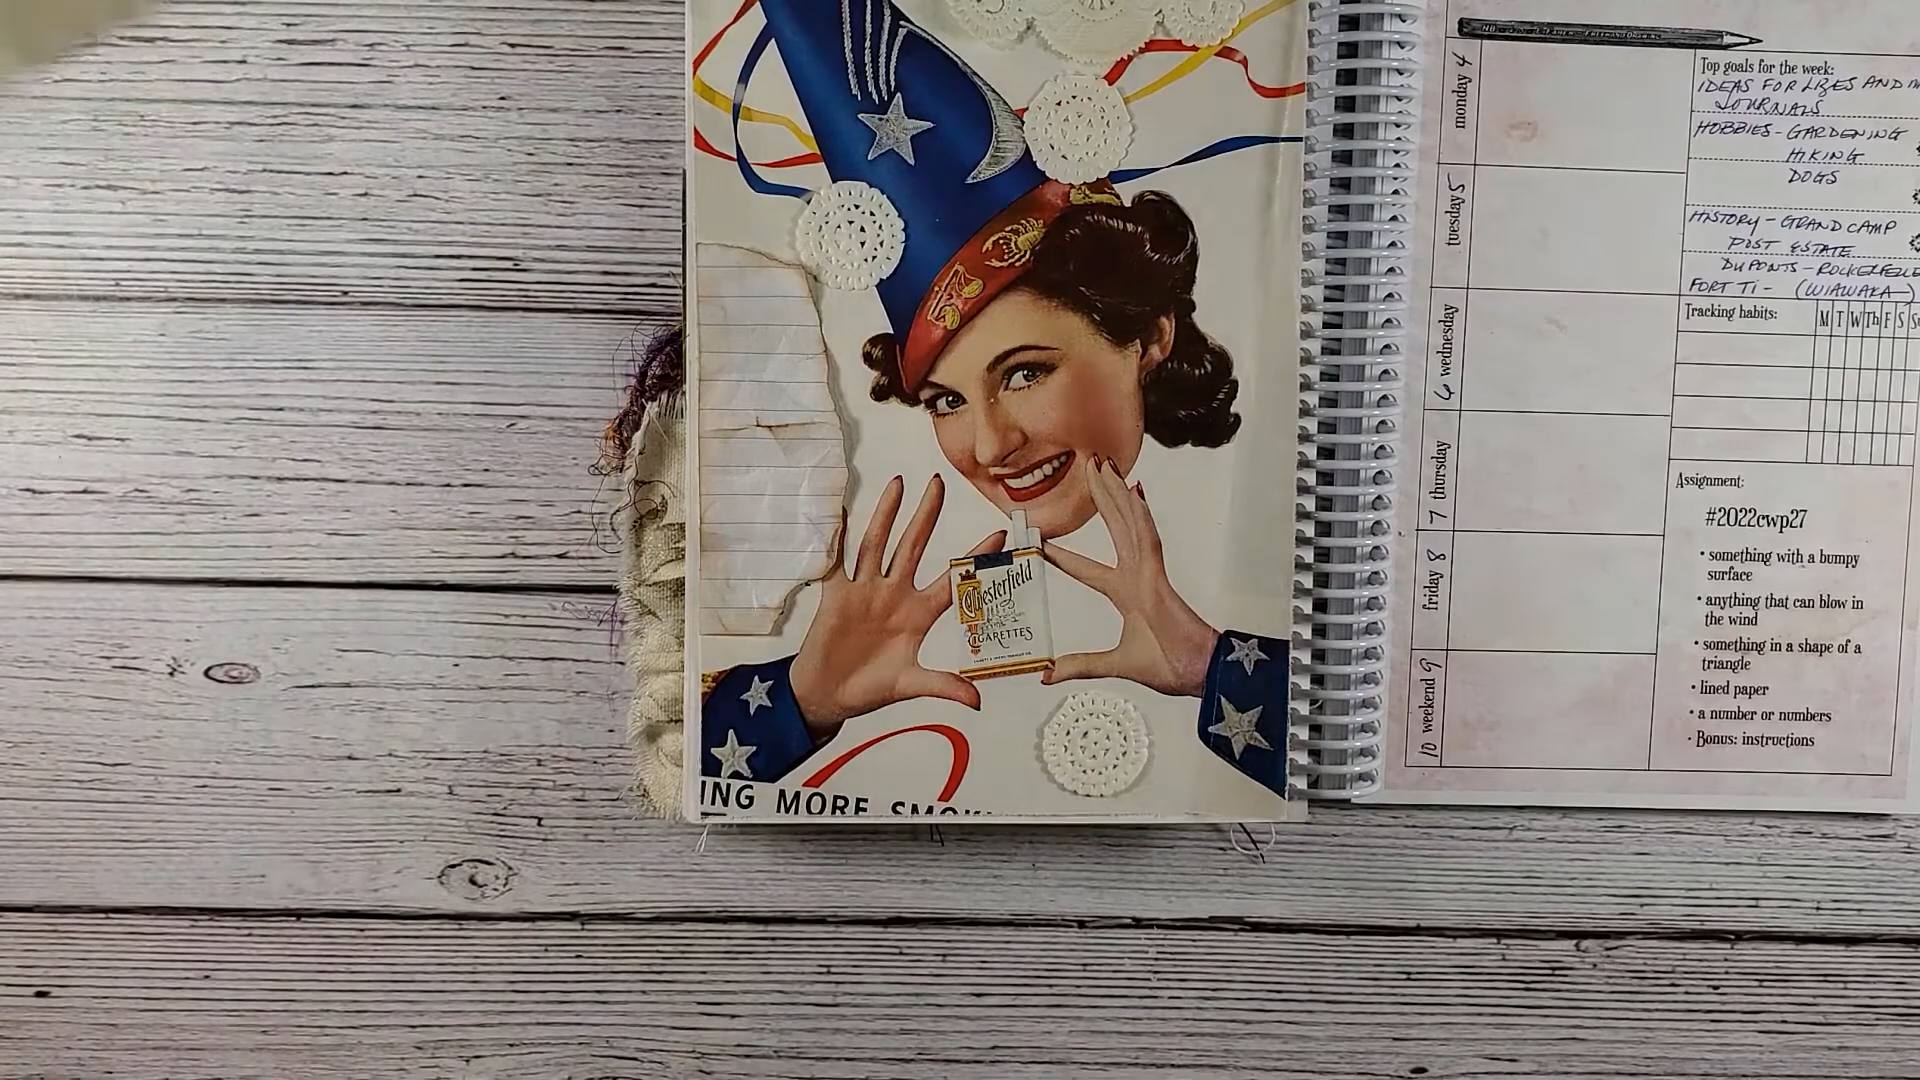 Chesterfield
CIGARETTES
ING MORE SMOK
monday 4
tuesday 5
6 wednesday
7 thursday
friday 8
10 weekend 9
Top goals for the week:
IDEAS FOR LIZES AND
JOURNALS
HOBBIES - GARDENING
HIKING
DOGS
HISTORY - GRAND CAMP
POST ESTATE
DUPONTS - ROCKERFELLE
FORT TI - (WIAWAKA)
Tracking habits:
M T W Th F S S
Assignment:
#2022cwp27
• something with a bumpy
surface
• anything that can blow in
the wind
• something in a shape of a
triangle
• lined paper
• a number or numbers
· Bonus: instructions